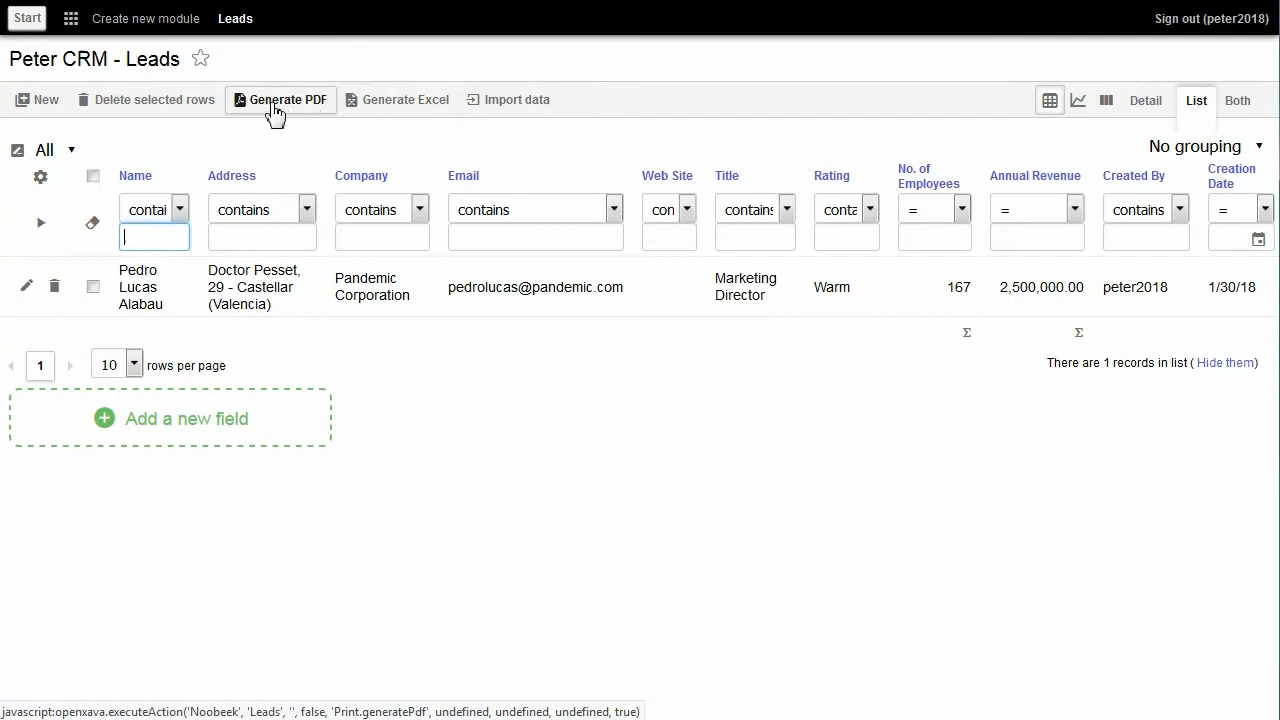 Start Create new module Leads Sign out (peter2018)
Peter CRM - Leads
New Delete selected rows Generate PDF Generate Excel Import data Detail List Both
All No grouping
Name Address Company Email Web Site Title Rating No. of Employees Annual Revenue Created By Creation Date
contai contains contains contains con contains conta = = contains =
Pedro Lucas Alabau Doctor Pesset, 29 - Castellar (Valencia) Pandemic Corporation pedrolucas@pandemic.com Marketing Director Warm 167 2,500,000.00 peter2018 1/30/18
Σ Σ
1 10 rows per page There are 1 records in list ( Hide them)
+ Add a new field
javascript:openxava.executeAction('Noobeek', 'Leads', '', false, 'Print.generatePdf', undefined, undefined, undefined, true)